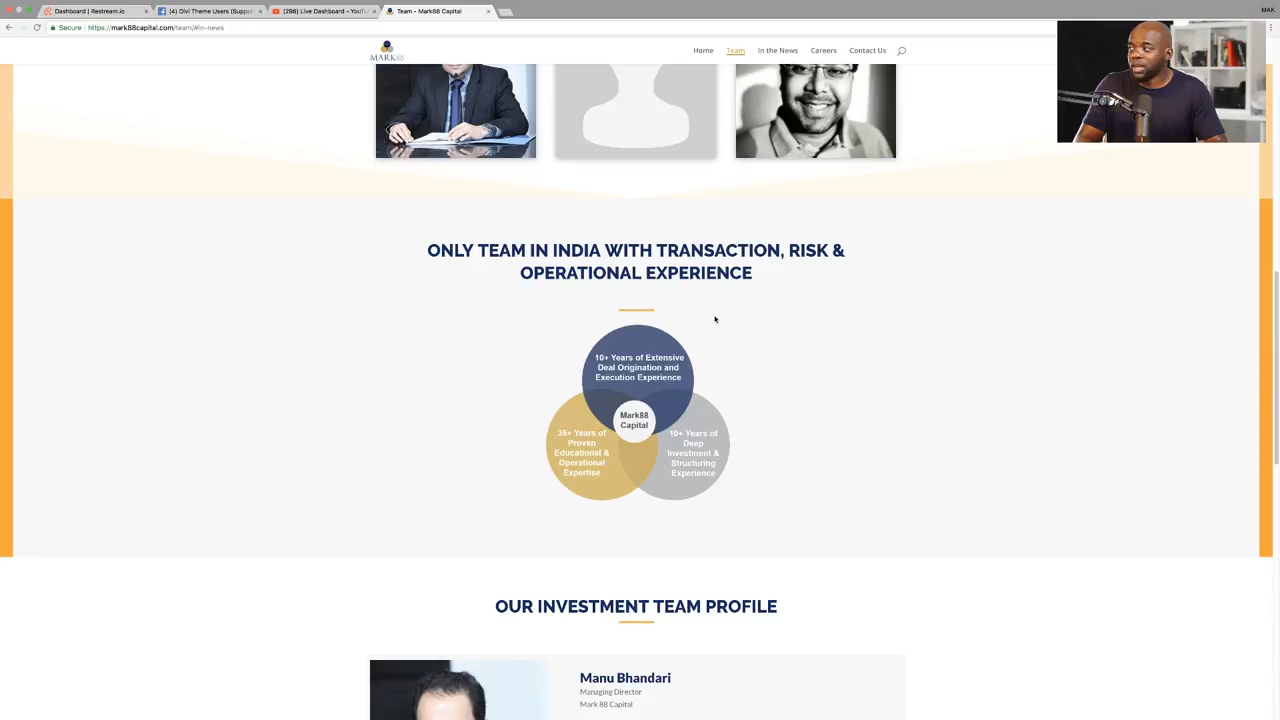 Dashboard | Restream.io
(4) Divi Theme Users (Suppor
(296) Live Dashboard - YouTu
Team - Mark88 Capital
MAK
Secure
https://mark88capital.com/team/#in-news
MARK88
Home
Team
In the News
Careers
Contact Us
ONLY TEAM IN INDIA WITH TRANSACTION, RISK &
OPERATIONAL EXPERIENCE
10+ Years of Extensive
Deal Origination and
Execution Experience
Mark88
Capital
35+ Years of
Proven
Educational &
Operational
Expertise
10+ Years of
Deep
Investment &
Structuring
Experience
OUR INVESTMENT TEAM PROFILE
Manu Bhandari
Managing Director
Mark 88 Capital